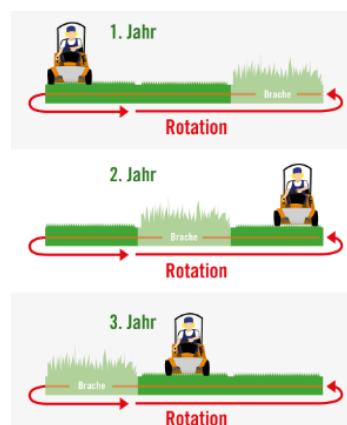 1. Jahr
Brache
Rotation
2. Jahr
Brache
Rotation
3. Jahr
Brache
Rotation